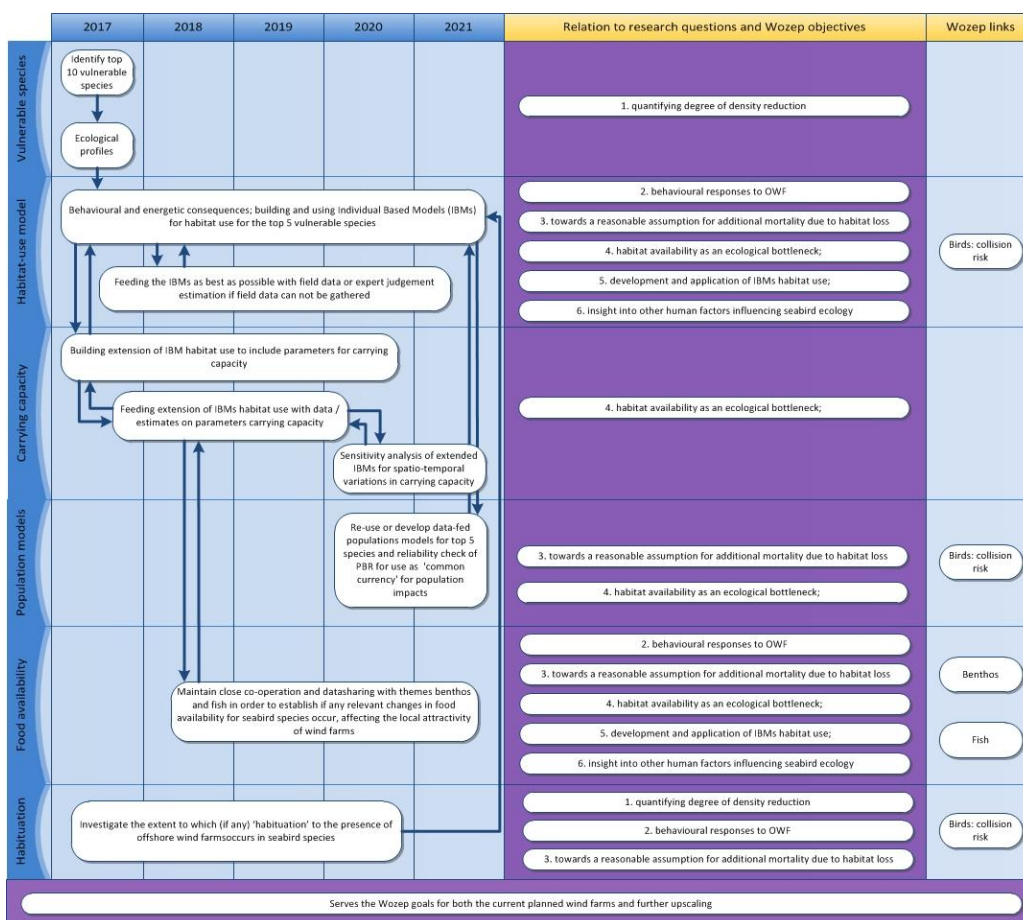 2017
2018
2019
2020
2021
Relation to research questions and Wozep objectives
Wozep links
Vulnerable species
Identify top
10 vulnerable
species
Ecological
profiles
1. quantifying degree of density reduction
Habitat-use model
Behavioural and energetic consequences; building and using Individual Based Models (IBMs)
for habitat use for the top 5 vulnerable species
Feeding the IBMs as best as possible with field data or expert judgement
estimation if field data can not be gathered
2. behavioural responses to OWF
3. towards a reasonable assumption for additional mortality due to habitat loss
4. habitat availability as an ecological bottleneck;
5. development and application of IBMs habitat use;
6. insight into other human factors influencing seabird ecology
Birds: collision
risk
Carrying capacity
Building extension of IBM habitat use to include parameters for carrying
capacity
Feeding extension of IBMs habitat use with data /
estimates on parameters carrying capacity
Sensitivity analysis of extended
IBMs for spatio-temporal
variations in carrying capacity
4. habitat availability as an ecological bottleneck;
Population models
Re-use or develop data-fed
populations models for top 5
species and reliability check of
PBR for use as 'common
currency' for population
impacts
3. towards a reasonable assumption for additional mortality due to habitat loss
4. habitat availability as an ecological bottleneck;
Birds: collision
risk
Food availability
Maintain close co-operation and datasharing with themes benthos
and fish in order to establish if any relevant changes in food
availability for seabird species occur, affecting the local attractivity
of wind farms
2. behavioural responses to OWF
3. towards a reasonable assumption for additional mortality due to habitat loss
4. habitat availability as an ecological bottleneck;
5. development and application of IBMs habitat use;
6. insight into other human factors influencing seabird ecology
Benthos
Fish
Habituation
Investigate the extent to which (if any) 'habituation' to the presence of
offshore wind farmsoccurs in seabird species
1. quantifying degree of density reduction
2. behavioural responses to OWF
3. towards a reasonable assumption for additional mortality due to habitat loss
Birds: collision
risk
Serves the Wozep goals for both the current planned wind farms and further upscaling